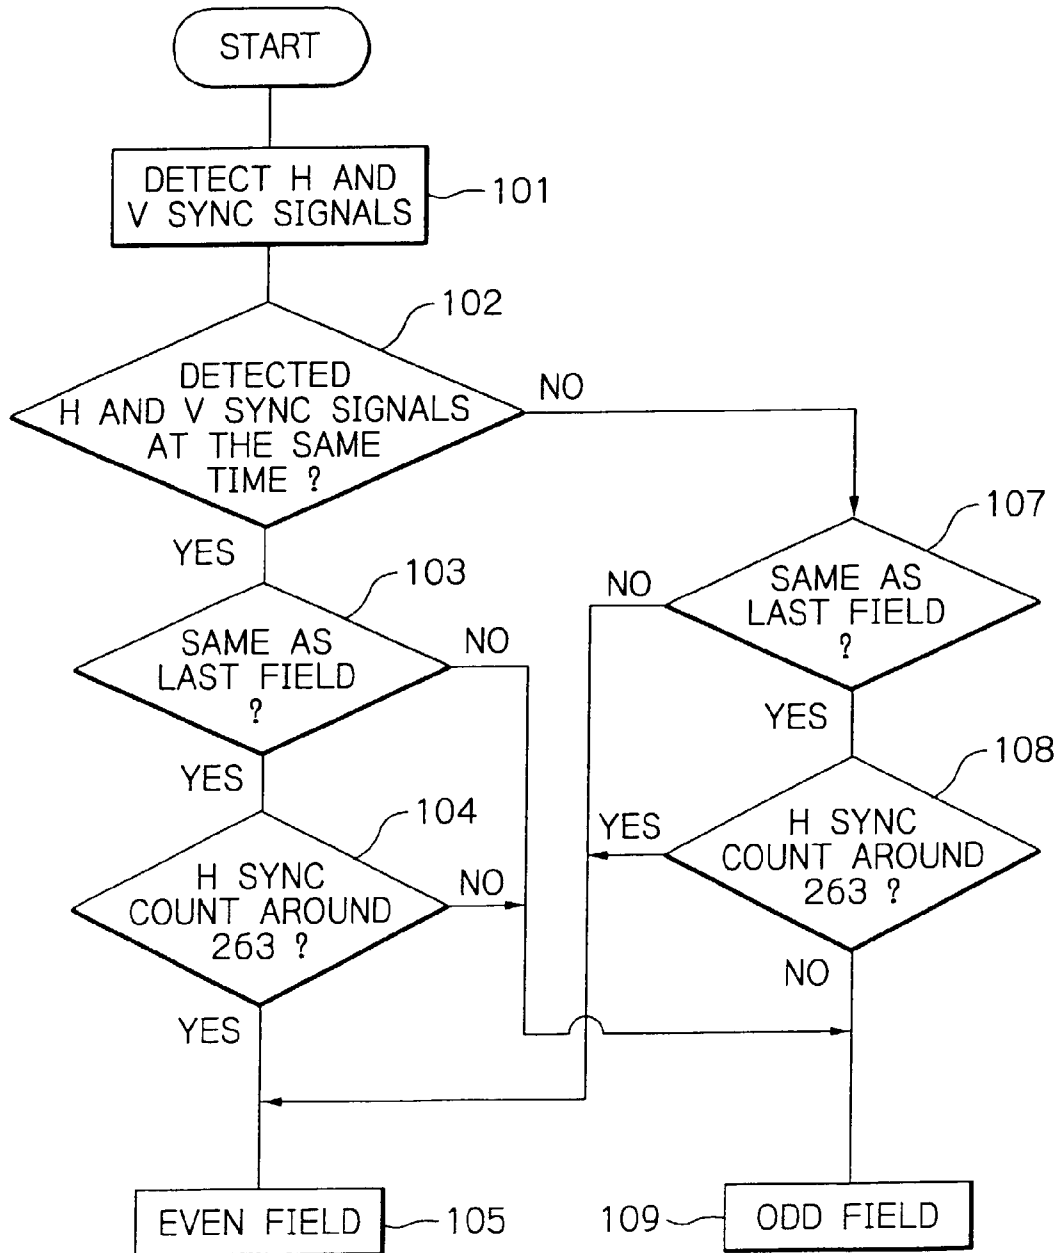 START
DETECT H AND
V SYNC SIGNALS
101
102
DETECTED
H AND V SYNC SIGNALS
AT THE SAME
TIME ?
NO
YES
107
SAME AS
LAST FIELD
?
NO
YES
103
SAME AS
LAST FIELD
?
NO
YES
108
H SYNC
COUNT AROUND
263 ?
YES
NO
104
H SYNC
COUNT AROUND
263 ?
NO
YES
EVEN FIELD
105
109
ODD FIELD